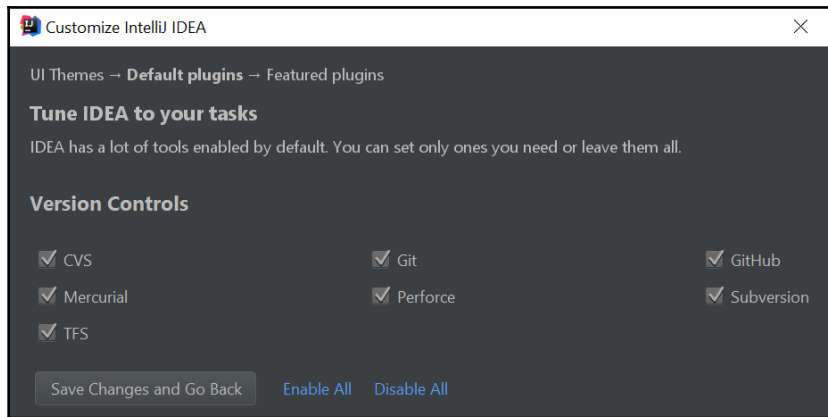 Customize IntelliJ IDEA
UI Themes → Default plugins → Featured plugins
Tune IDEA to your tasks
IDEA has a lot of tools enabled by default. You can set only ones you need or leave them all.
Version Controls
CVS Git GitHub
Mercurial Perforce Subversion
TFS
Save Changes and Go Back Enable All Disable All